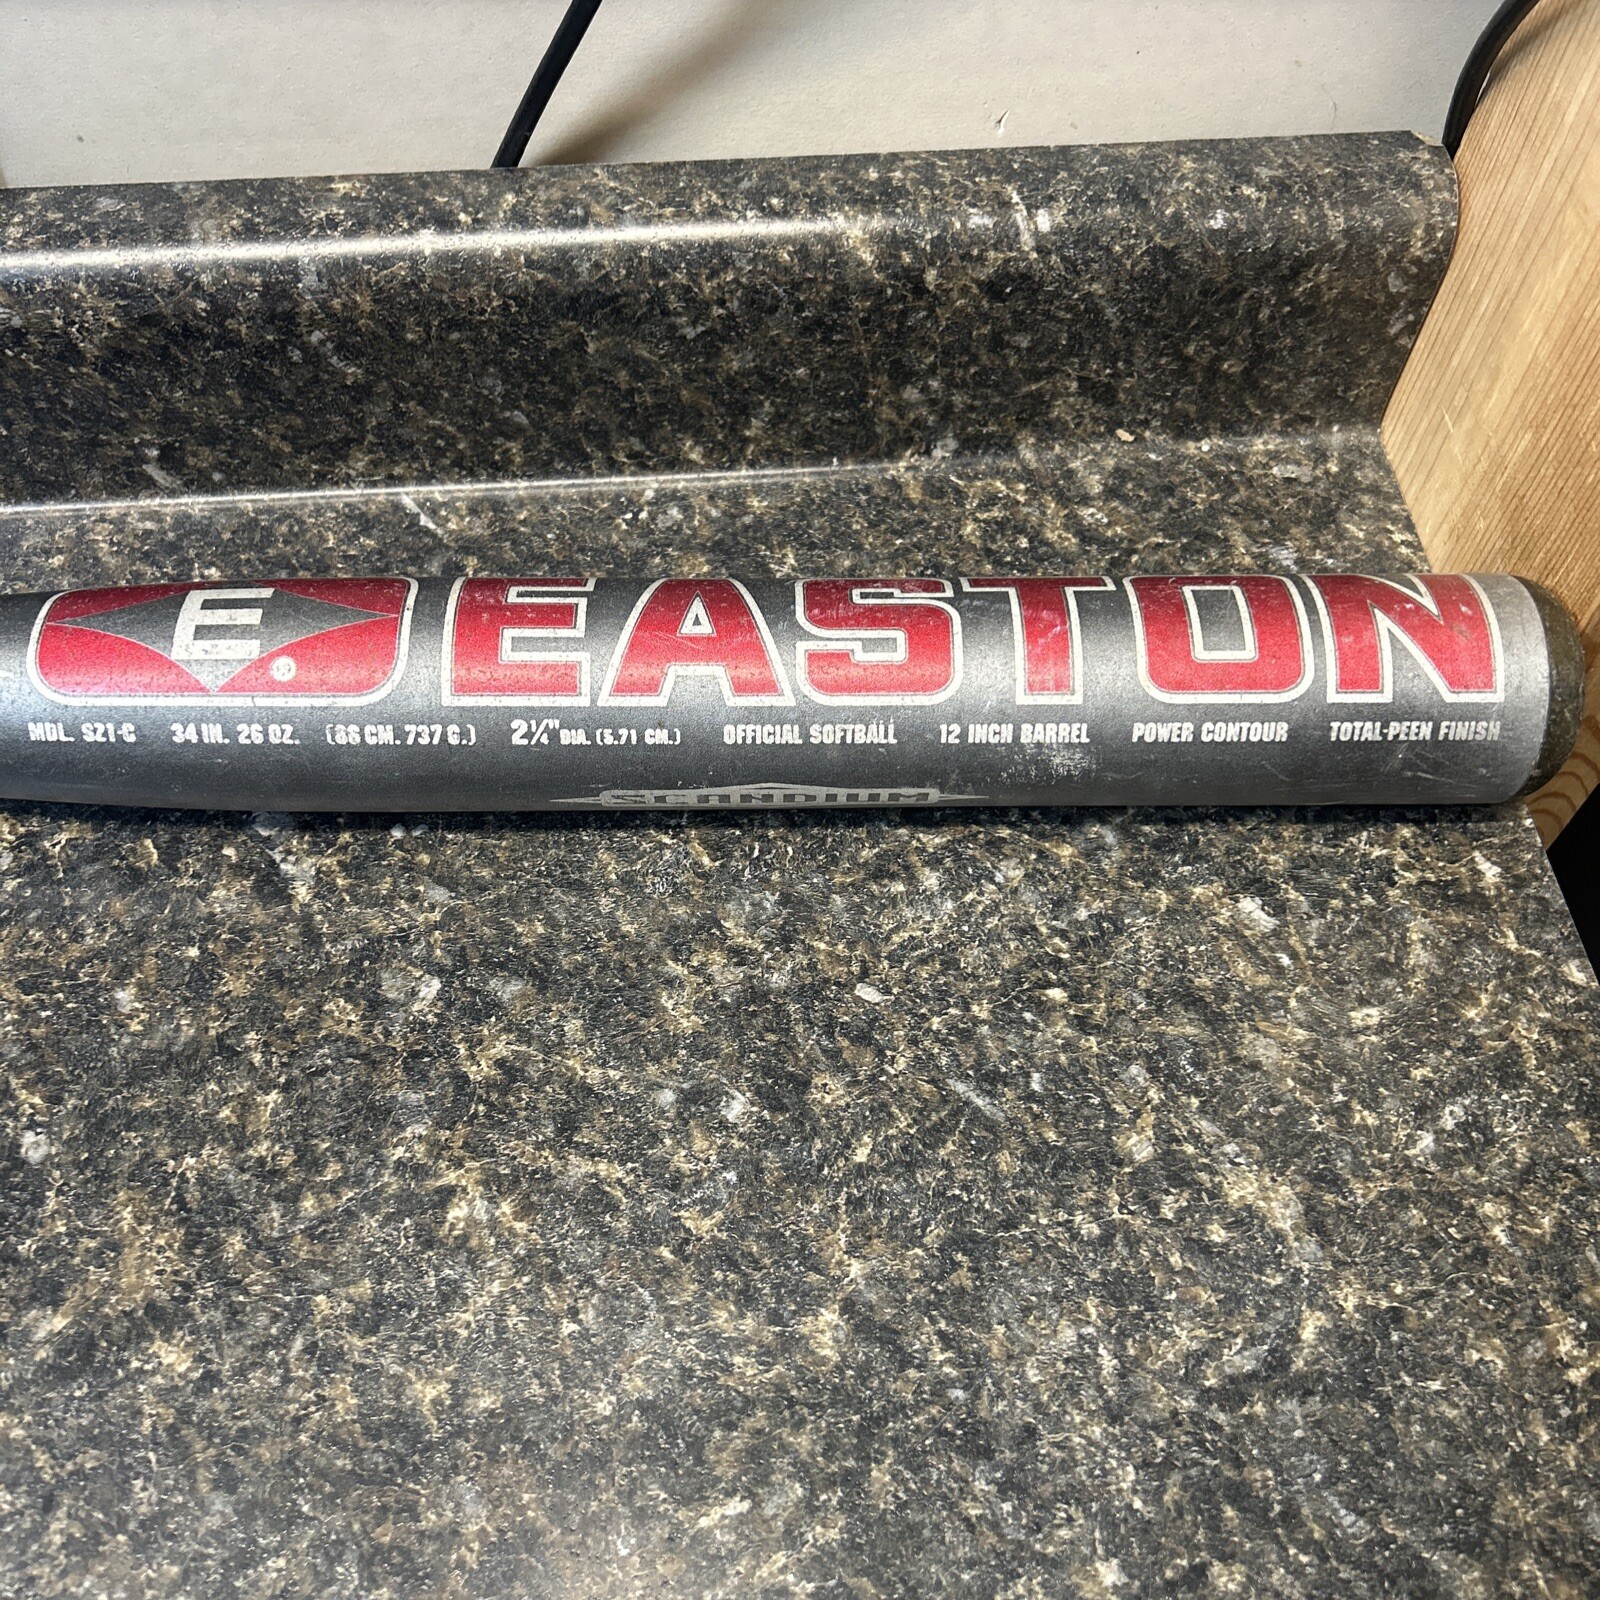 E ® EASTON
MDL. SZ1-C 34 IN. 26 OZ. (86 CM. 737 G.) 2¼" DIA. (5.71 CM.) OFFICIAL SOFTBALL 12 INCH BARREL POWER CONTOUR TOTAL-PEEN FINISH
SCANDIUM